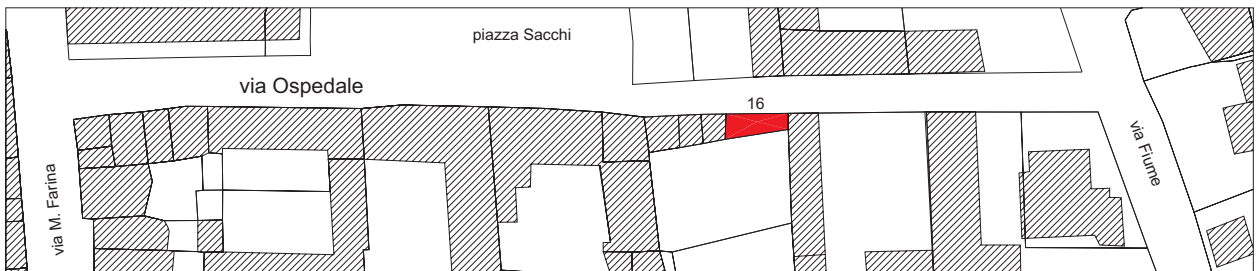 piazza Sacchi
via Ospedale
16
via M. Farina
via Fiume